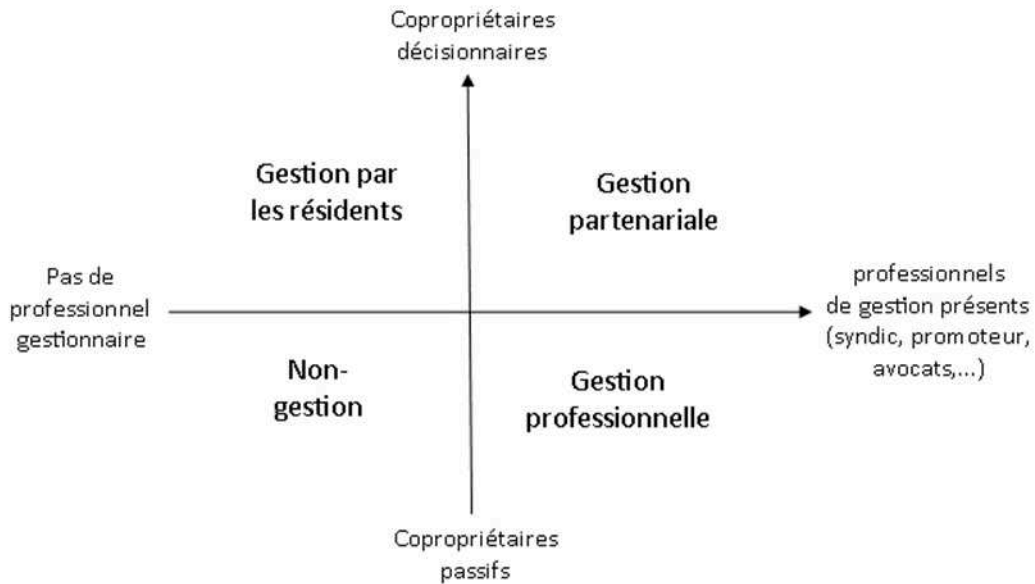 Copropriétaires
décisionnaires
Gestion par
les résidents
Gestion
partenariale
Pas de
professionnel
gestionnaire
professionnels
de gestion présents
(syndic, promoteur,
avocats,...)
Non-
gestion
Gestion
professionnelle
Copropriétaires
passifs